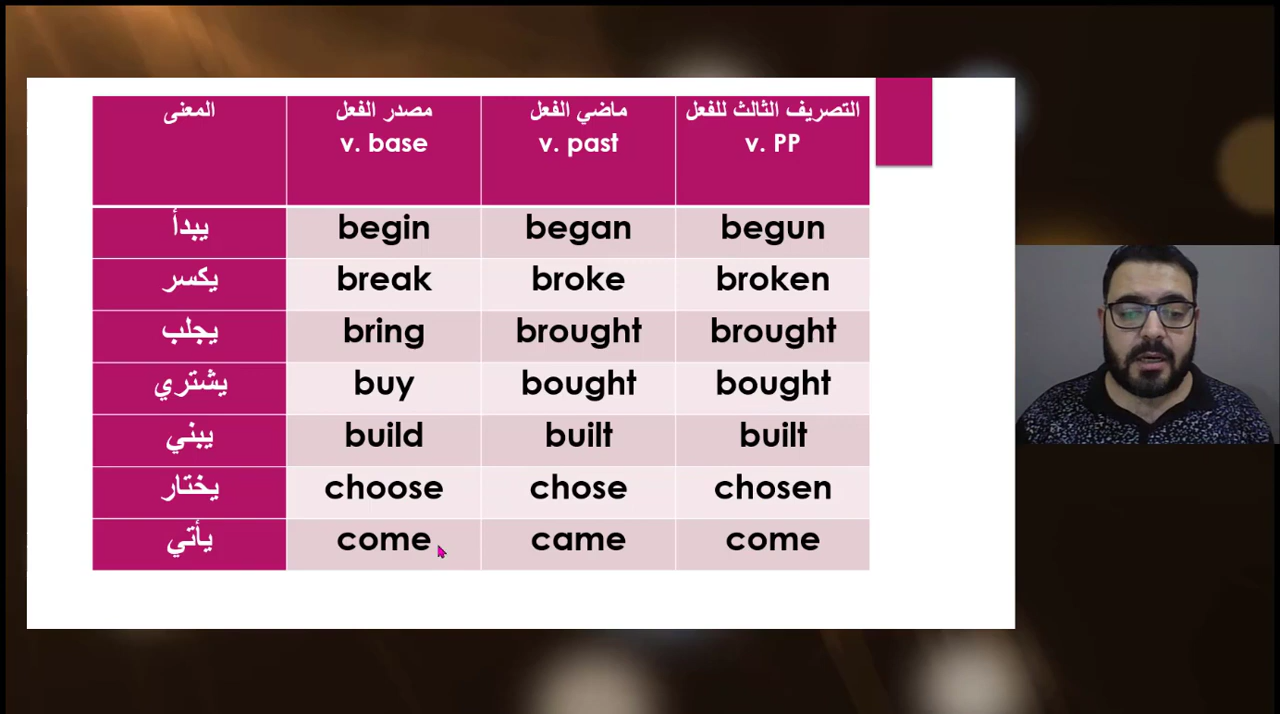 المعنى
مصدر الفعل
v. base
ماضي الفعل
v. past
التصريف الثالث للفعل
v. PP
يبدأ begin began begun
يكسر break broke broken
يجلب bring brought brought
يشتري buy bought bought
يبني build built built
يختار choose chose chosen
يأتي come came come